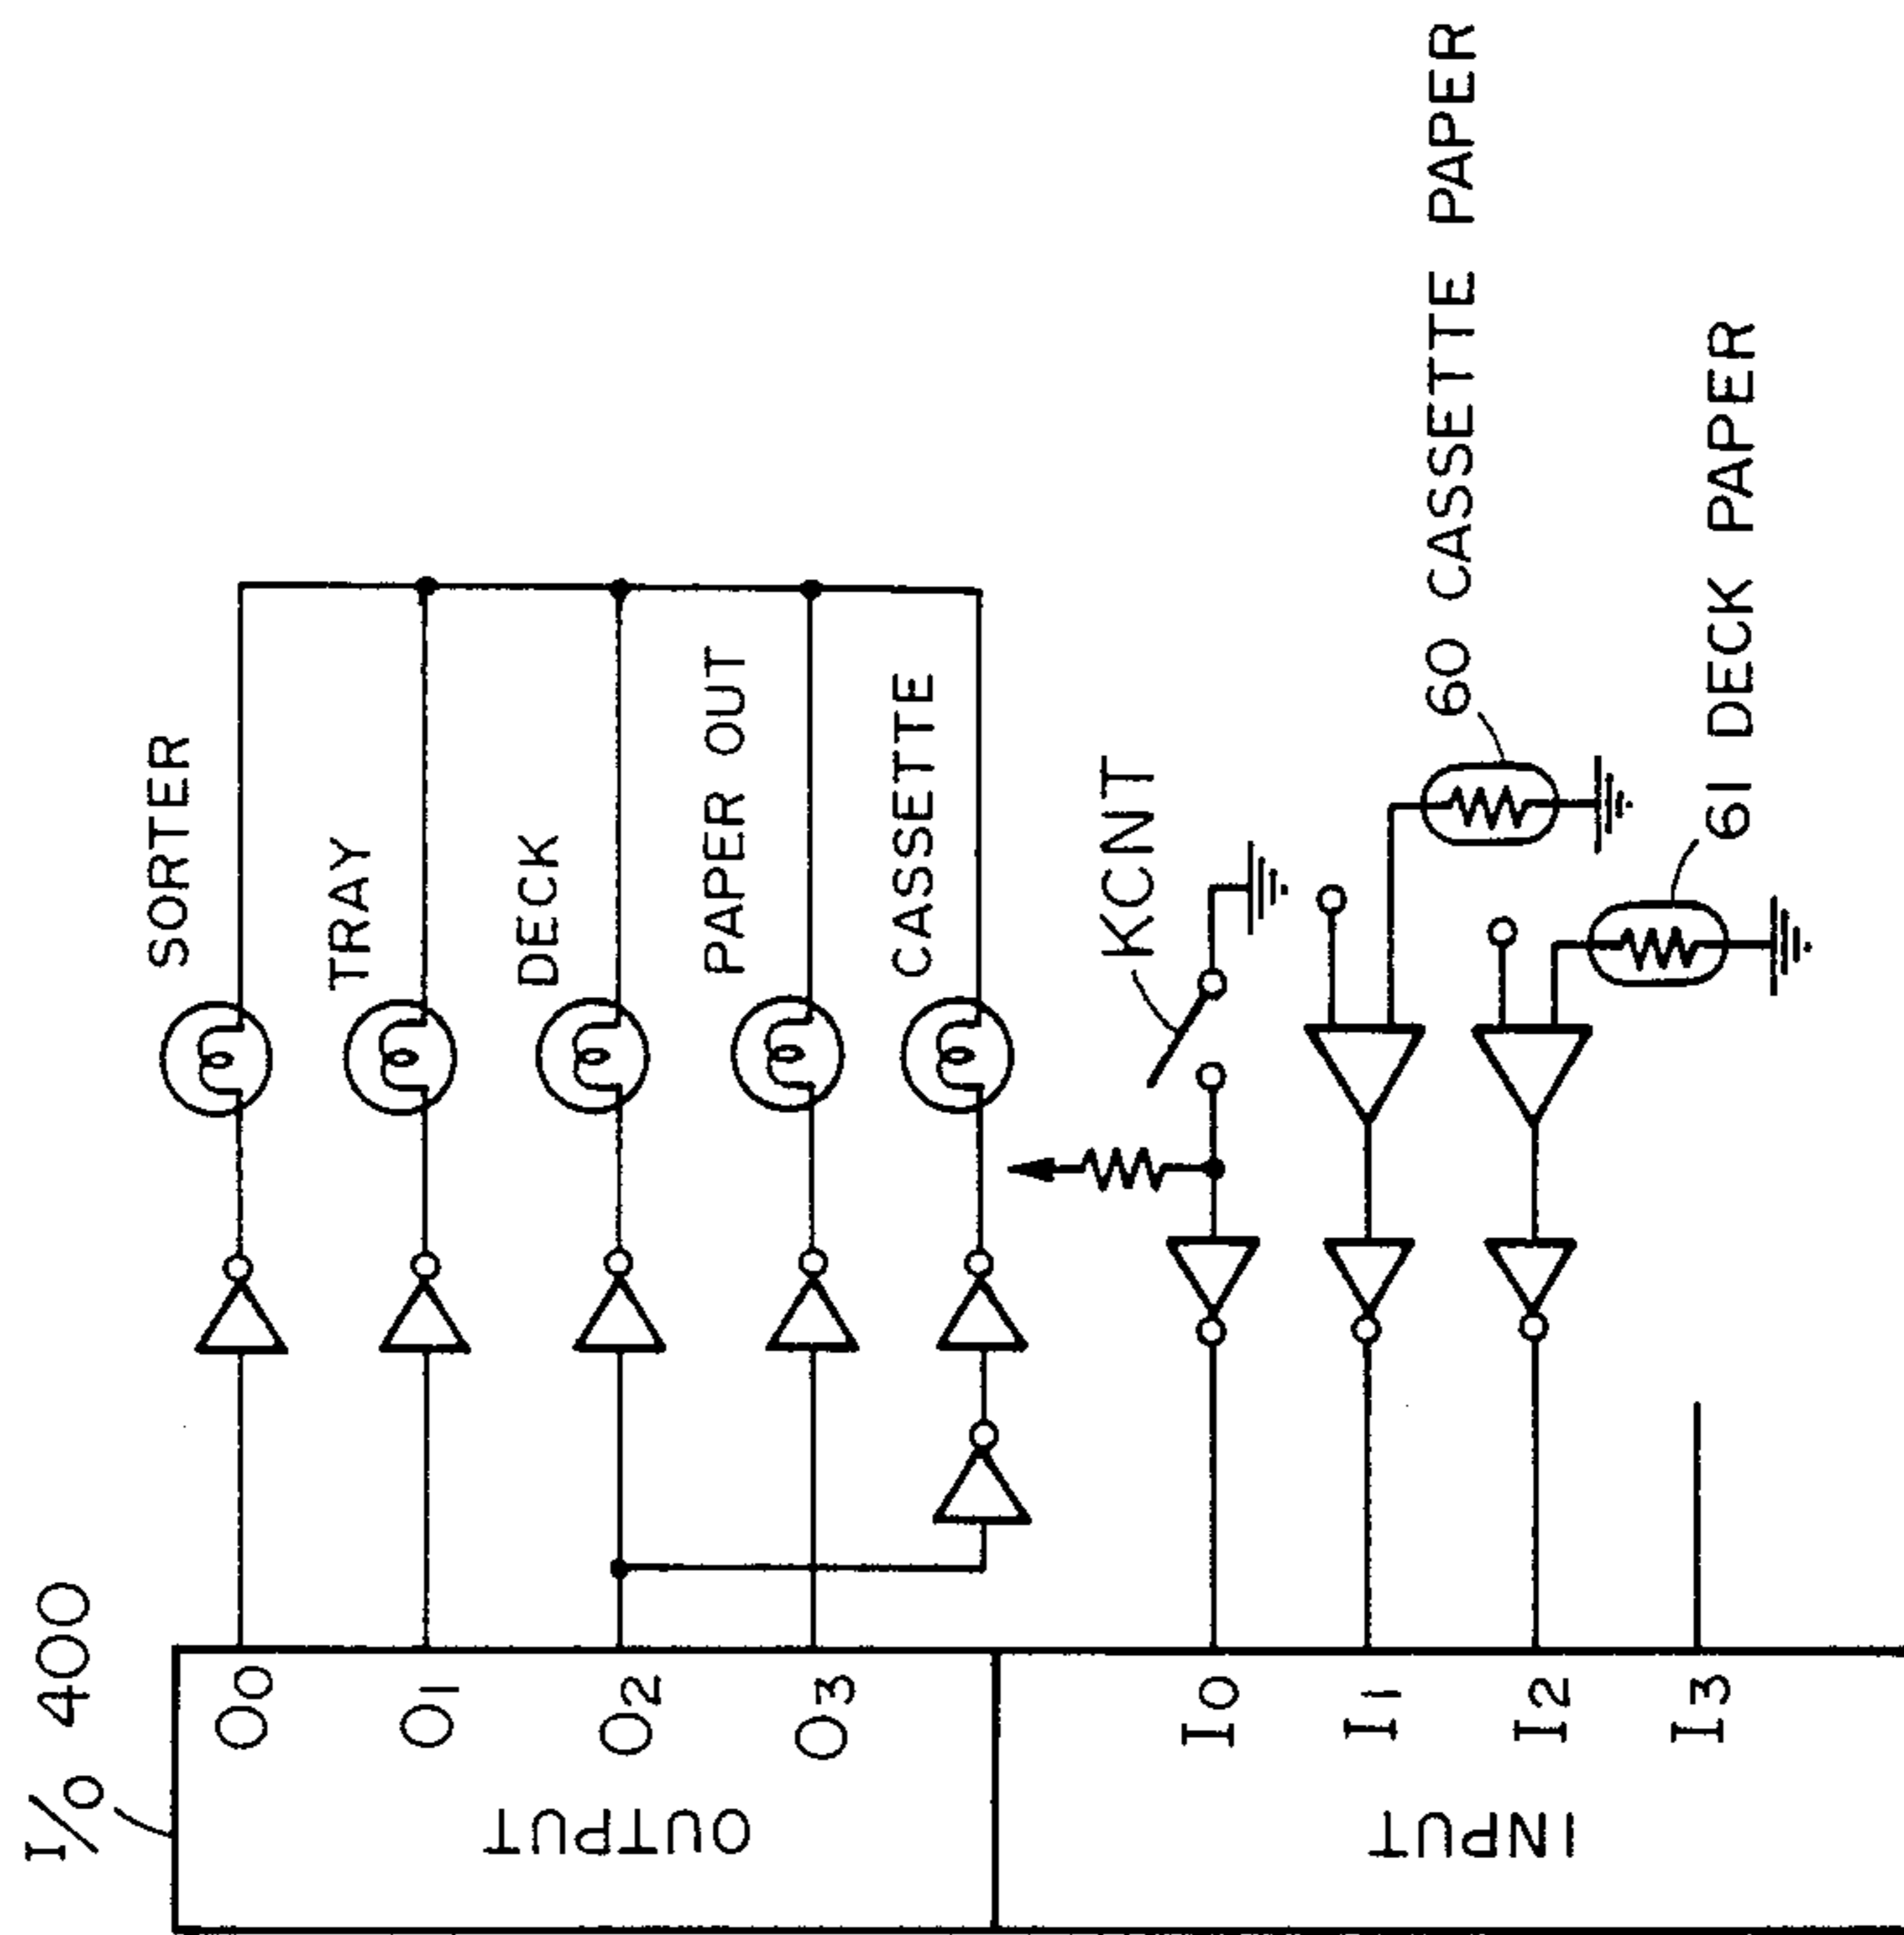 I/O 400
OUTPUT
O0
O1
O2
O3
INPUT
I0
I1
I2
I3
SORTER
TRAY
DECK
PAPER OUT
CASSETTE
KCNT
60 CASSETTE PAPER
61 DECK PAPER